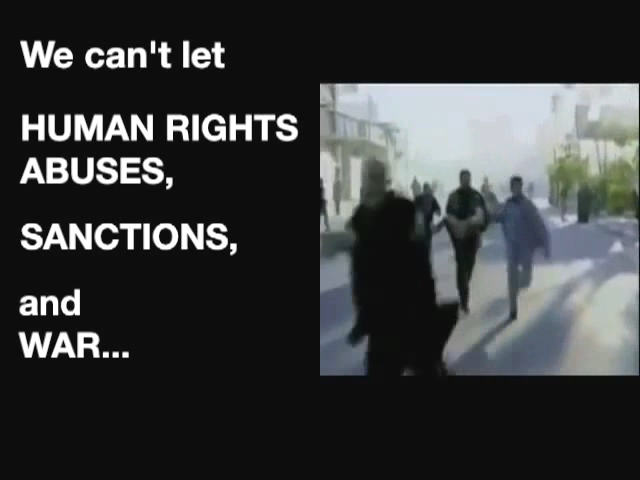 We can't let
HUMAN RIGHTS
ABUSES,
SANCTIONS,
and
WAR...